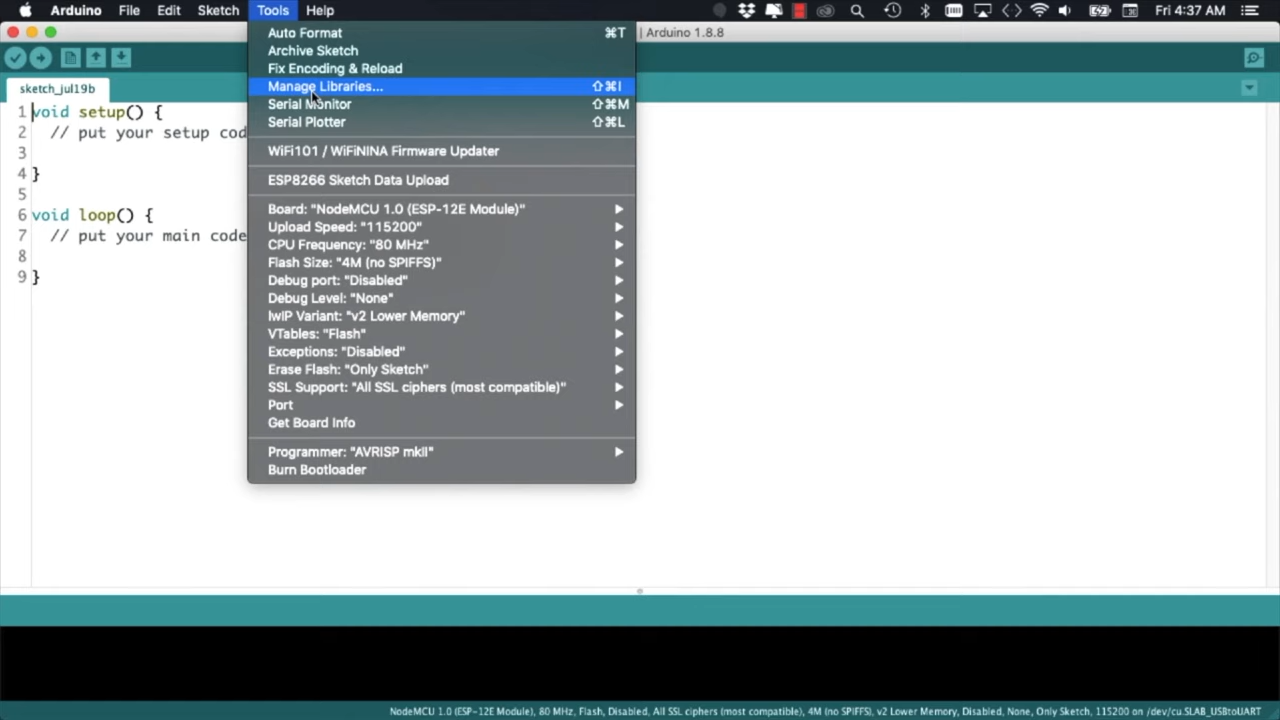 Arduino File Edit Sketch Tools Help Fri 4:37 AM
| Arduino 1.8.8
Auto Format ⌘T
Archive Sketch
Fix Encoding & Reload
Manage Libraries... ⇧⌘I
Serial Monitor ⇧⌘M
Serial Plotter ⇧⌘L
WiFi101 / WiFiNINA Firmware Updater
ESP8266 Sketch Data Upload
Board: "NodeMCU 1.0 (ESP-12E Module)"
Upload Speed: "115200"
CPU Frequency: "80 MHz"
Flash Size: "4M (no SPIFFS)"
Debug port: "Disabled"
Debug Level: "None"
lwIP Variant: "v2 Lower Memory"
VTables: "Flash"
Exceptions: "Disabled"
Erase Flash: "Only Sketch"
SSL Support: "All SSL ciphers (most compatible)"
Port
Get Board Info
Programmer: "AVRISP mkII"
Burn Bootloader
sketch_jul19b
1 void setup() {
2 // put your setup cod
3
4 }
5
6 void loop() {
7 // put your main code
8
9 }
NodeMCU 1.0 (ESP-12E Module), 80 MHz, Flash, Disabled, All SSL ciphers (most compatible), 4M (no SPIFFS), v2 Lower Memory, Disabled, None, Only Sketch, 115200 on /dev/cu.SLAB_USBtoUART